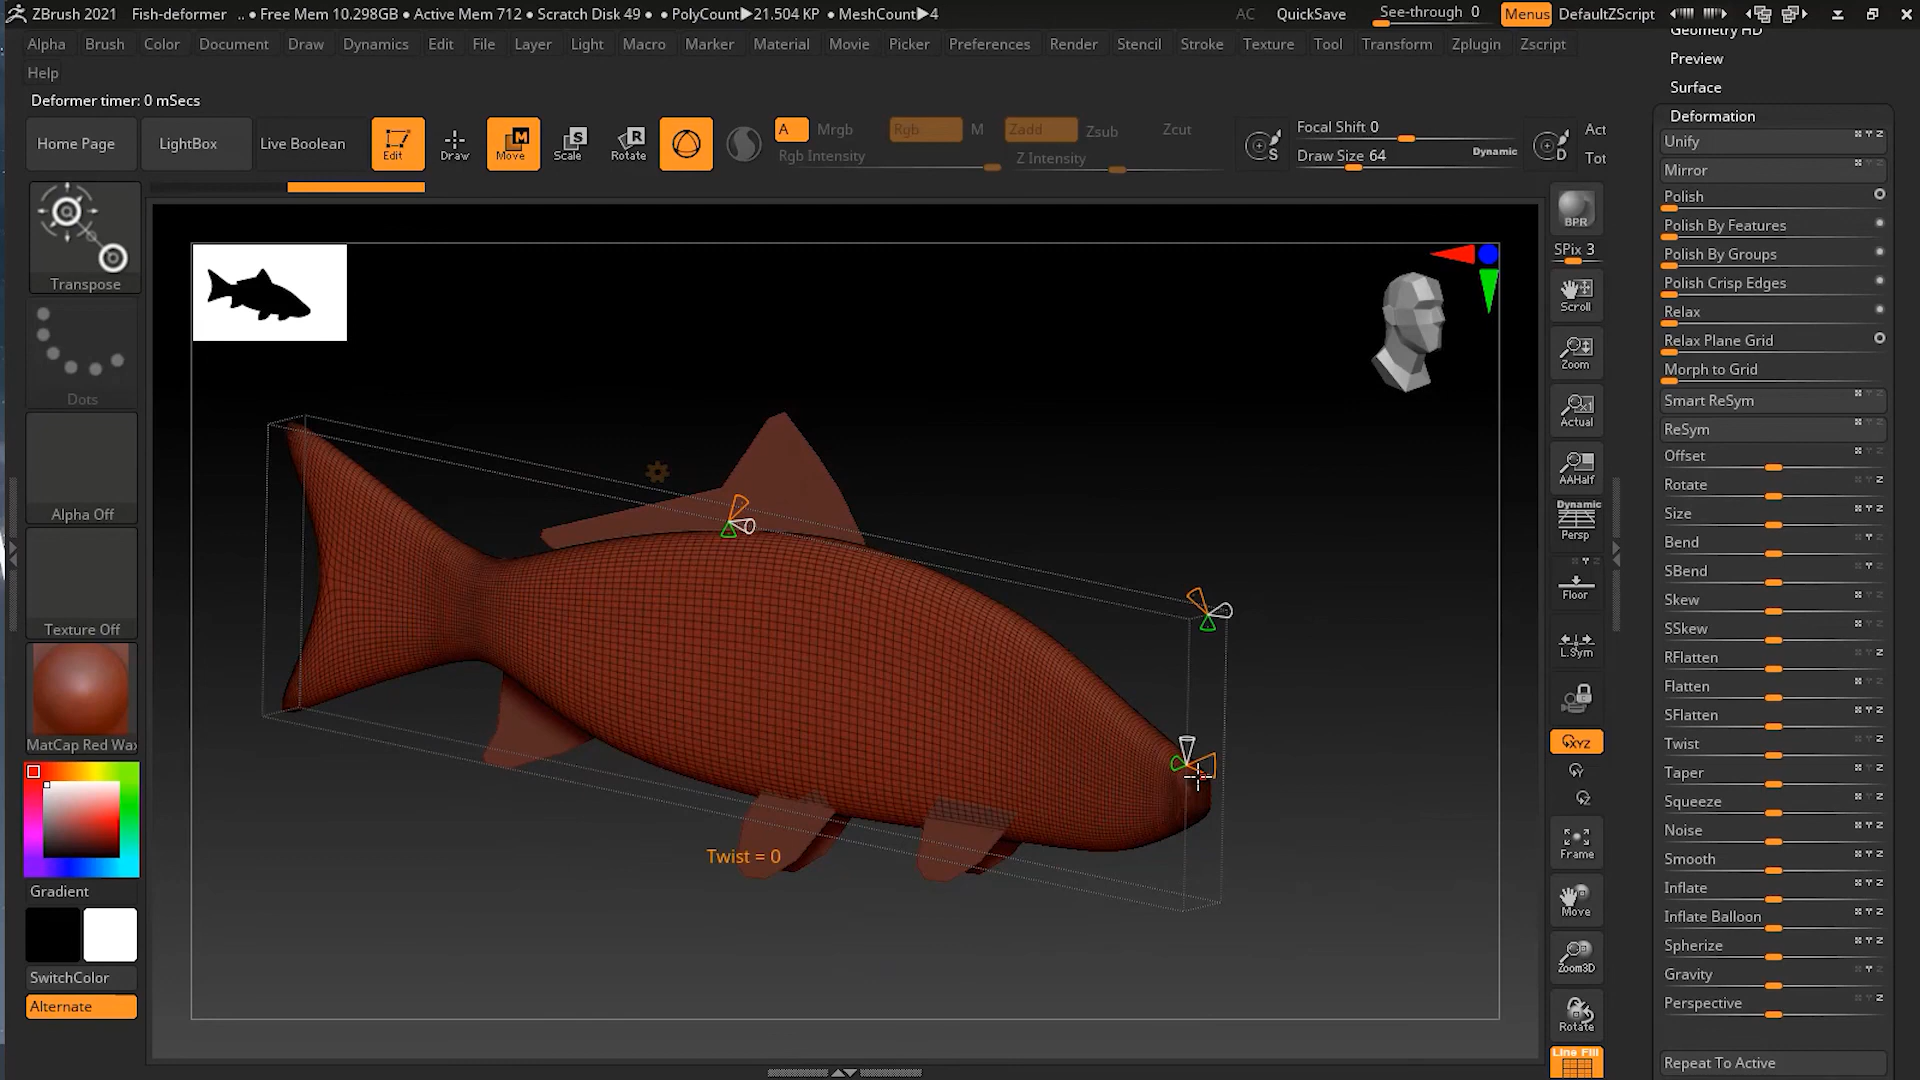 ZBrush 2021 Fish-deformer .. • Free Mem 10.298GB • Active Mem 712 • Scratch Disk 49 • • PolyCount▶21.504 KP • MeshCount▶4 AC QuickSave See-through 0 Menus DefaultZScript
Alpha Brush Color Document Draw Dynamics Edit File Layer Light Macro Marker Material Movie Picker Preferences Render Stencil Stroke Texture Tool Transform Zplugin Zscript
Help
Deformer timer: 0 mSecs
Home Page LightBox Live Boolean Edit Draw Move Scale Rotate
A Mrgb Rgb M Zadd Zsub Zcut
Rgb Intensity Z Intensity
Focal Shift 0
Draw Size 64 Dynamic
S D
Act
Tot
Transpose
Dots
Alpha Off
Texture Off
MatCap Red Wax
Gradient
SwitchColor
Alternate
Twist = 0
BPR
SPix 3
Scroll
Zoom
Actual
AAHalf
Dynamic
Persp
Floor
L.Sym
XYZ
Y
Z
Frame
Move
Zoom3D
Rotate
Line Fill
Geometry HD
Preview
Surface
Deformation
Unify
Mirror
Polish
Polish By Features
Polish By Groups
Polish Crisp Edges
Relax
Relax Plane Grid
Morph to Grid
Smart ReSym
ReSym
Offset
Rotate
Size
Bend
SBend
Skew
SSkew
RFlatten
Flatten
SFlatten
Twist
Taper
Squeeze
Noise
Smooth
Inflate
Inflate Balloon
Spherize
Gravity
Perspective
Repeat To Active